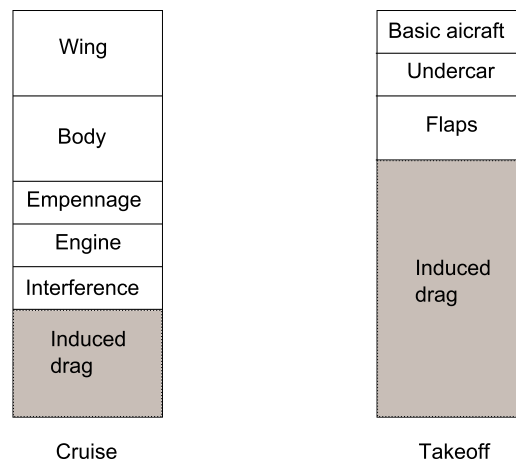 Wing
Body
Empennage
Engine
Interference
Induced
drag
Cruise
Basic aicraft
Undercar
Flaps
Induced
drag
Takeoff